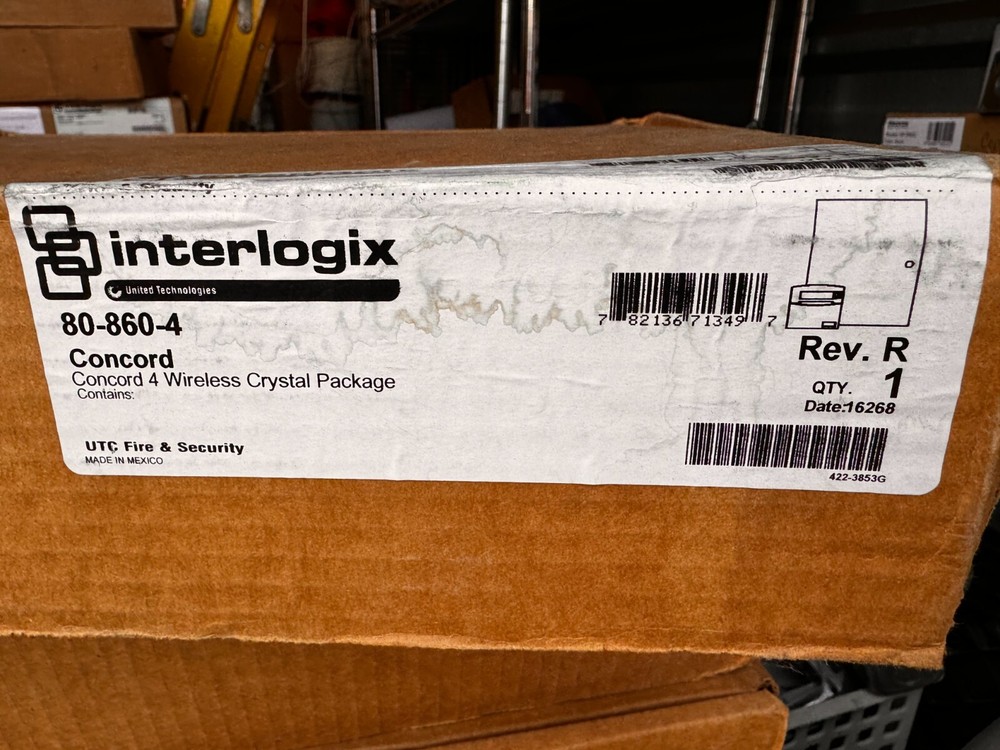 & Security
interlogix
United Technologies
80-860-4
Concord
Concord 4 Wireless Crystal Package
Contains:
UTC Fire & Security
MADE IN MEXICO
7 82136 71349 7
Rev. R
QTY. 1
Date:16268
422-3853G